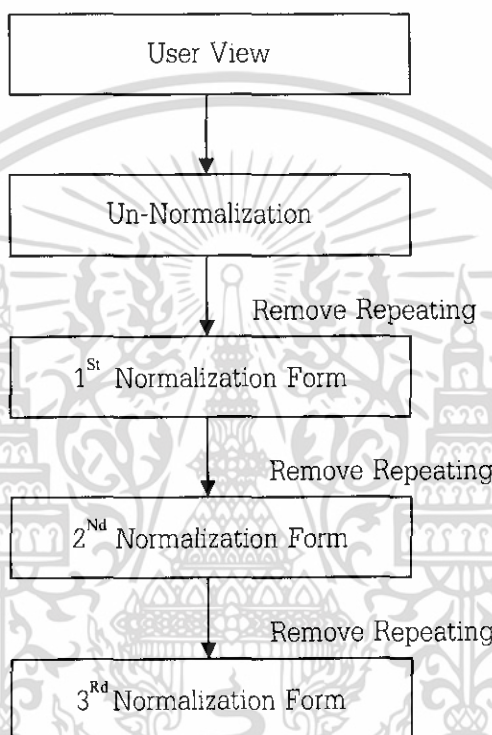 User View
Un-Normalization
Remove Repeating
1St Normalization Form
Remove Repeating
2Nd Normalization Form
Remove Repeating
3Rd Normalization Form